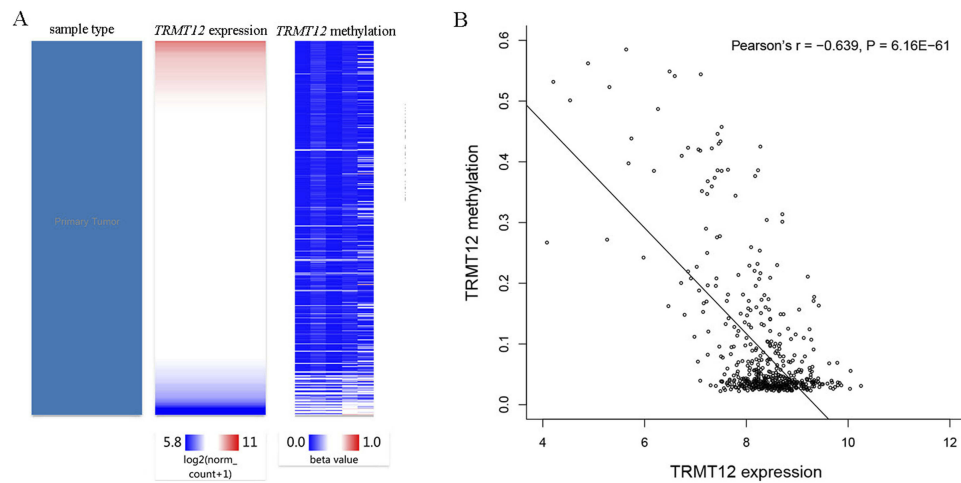 A
sample type
TRMT12 expression
TRMT12 methylation
Primary Tumor
5.8 11
log2(norm_
count+1)
0.0 1.0
beta value
B
Pearson's r = −0.639, P = 6.16E−61
TRMT12 methylation
0.6
0.5
0.4
0.3
0.2
0.1
0.0
4 6 8 10 12
TRMT12 expression